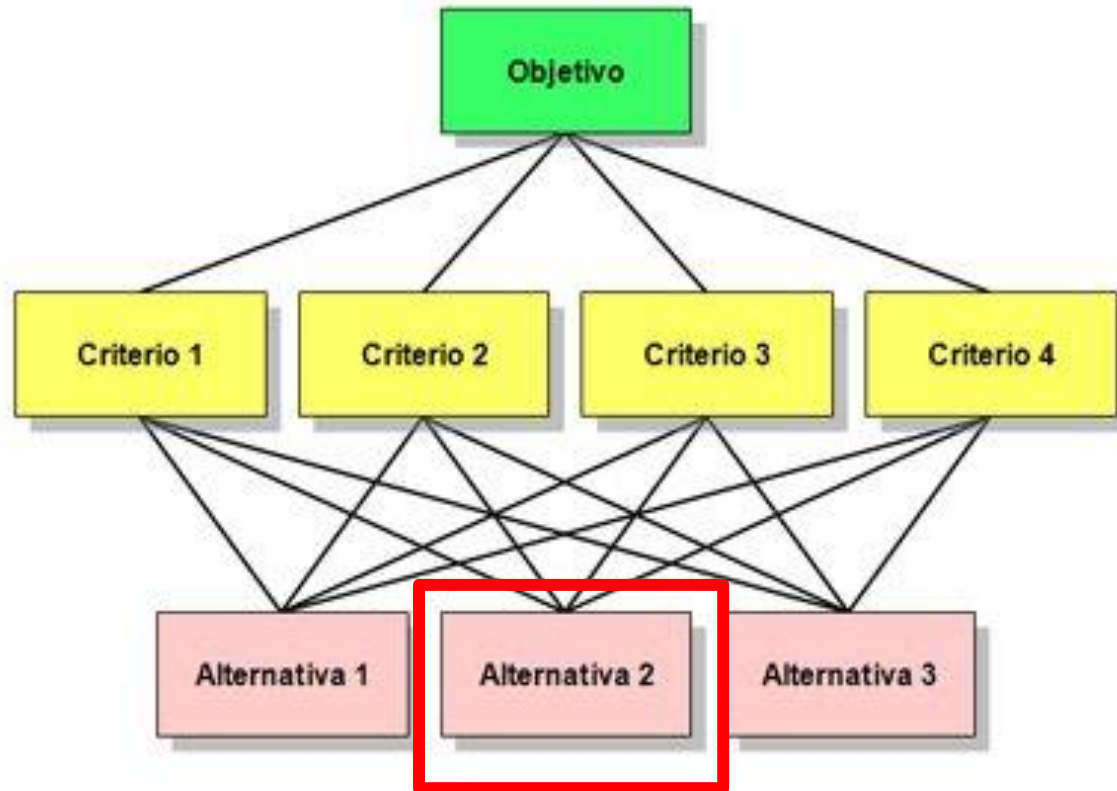 Objetivo
Criterio 1
Criterio 2
Criterio 3
Criterio 4
Alternativa 1
Alternativa 2
Alternativa 3